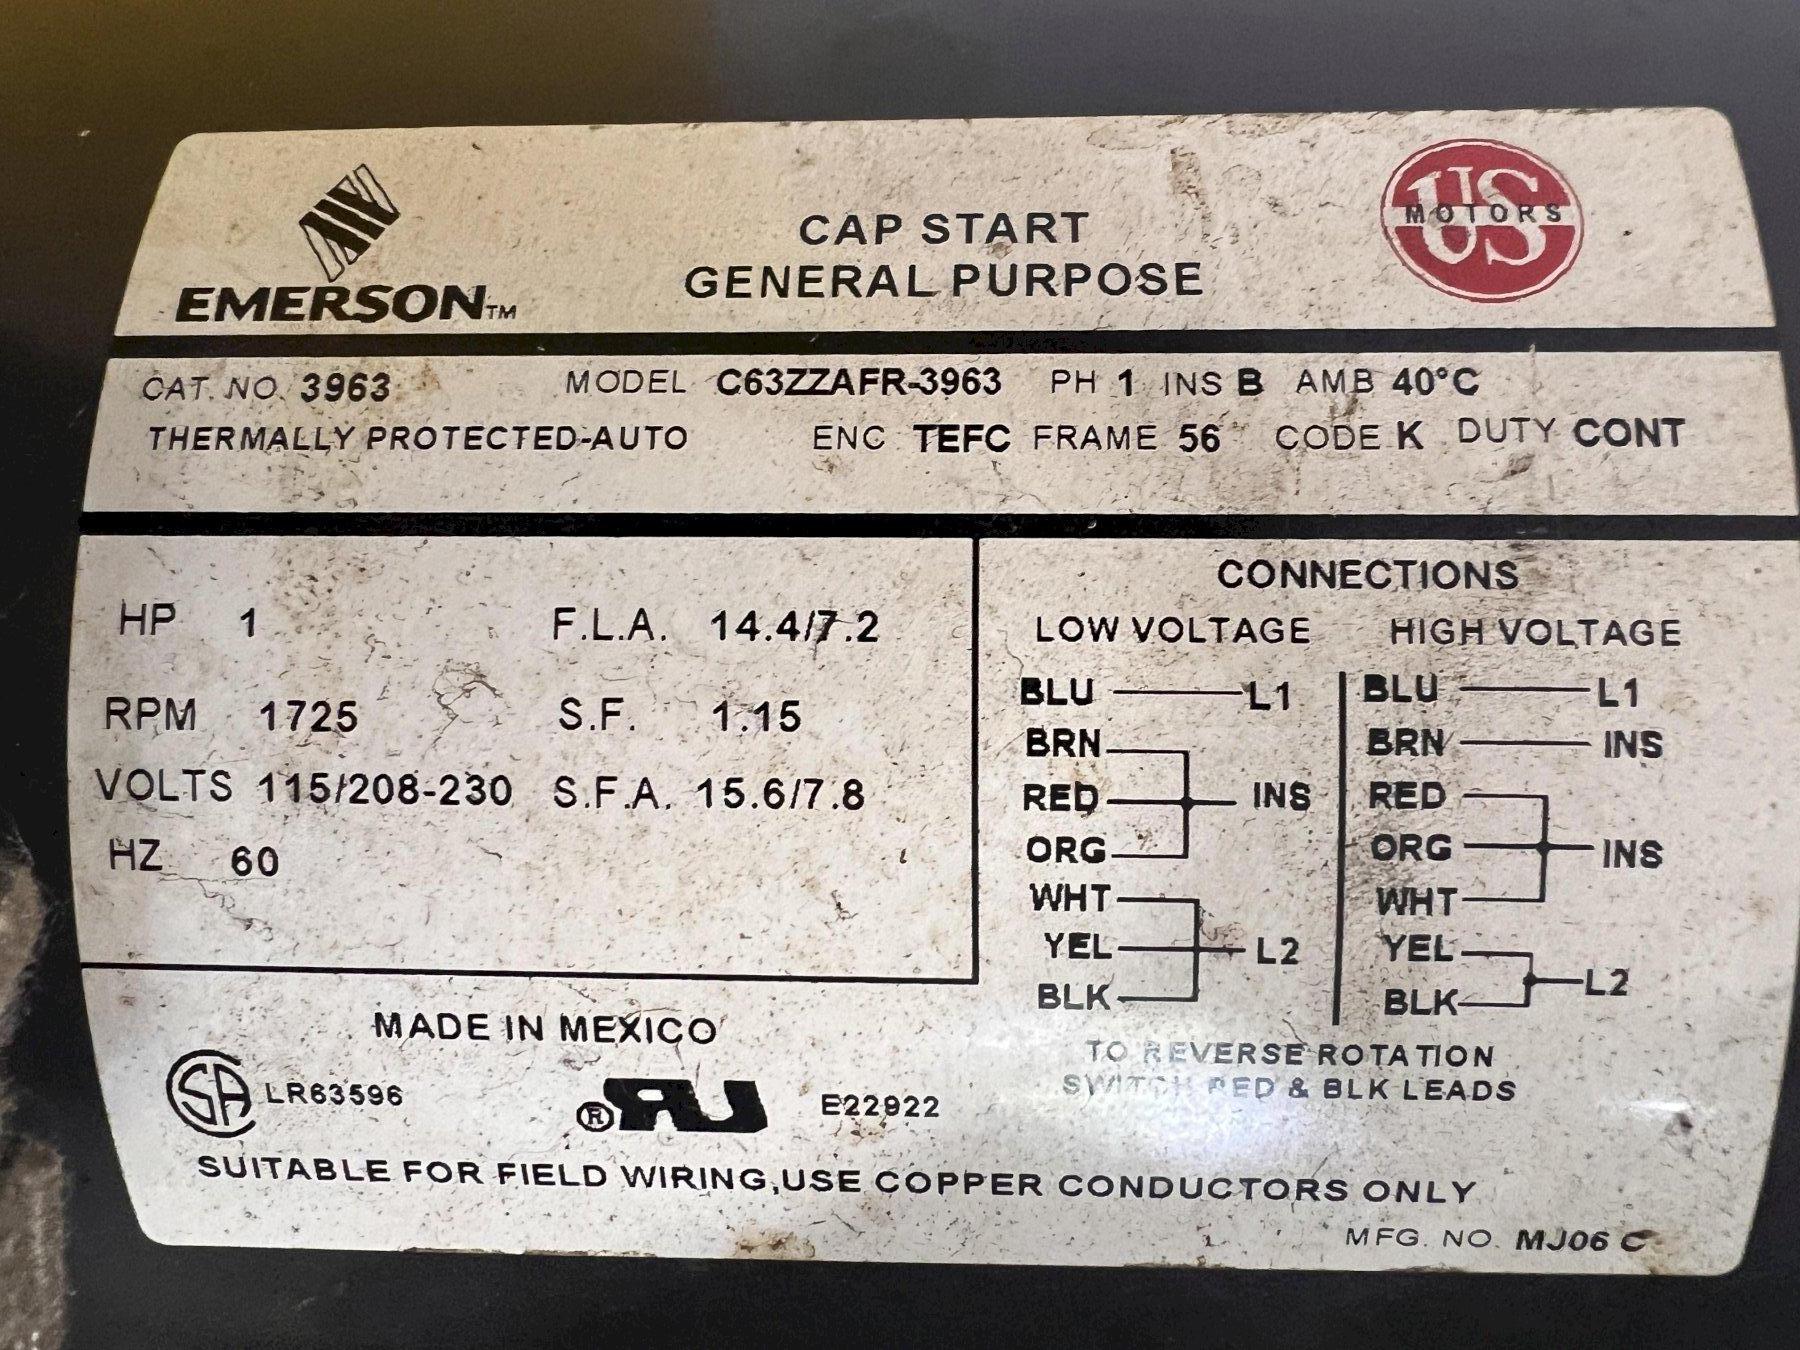 CAP START
GENERAL PURPOSE
EMERSON™
US MOTORS
CAT. NO. 3963 MODEL C63ZZAFR-3963 PH 1 INS B AMB 40°C
THERMALLY PROTECTED-AUTO ENC TEFC FRAME 56 CODE K DUTY CONT
HP 1 F.L.A. 14.4/7.2
RPM 1725 S.F. 1.15
VOLTS 115/208-230 S.F.A. 15.6/7.8
HZ 60
CONNECTIONS
LOW VOLTAGE HIGH VOLTAGE
BLU L1 BLU L1
BRN BRN INS
RED INS RED
ORG ORG INS
WHT WHT
YEL L2 YEL
BLK BLK L2
TO REVERSE ROTATION
SWITCH RED & BLK LEADS
MADE IN MEXICO
SA LR63596 ® RU E22922
SUITABLE FOR FIELD WIRING,USE COPPER CONDUCTORS ONLY
MFG. NO. MJ06 C